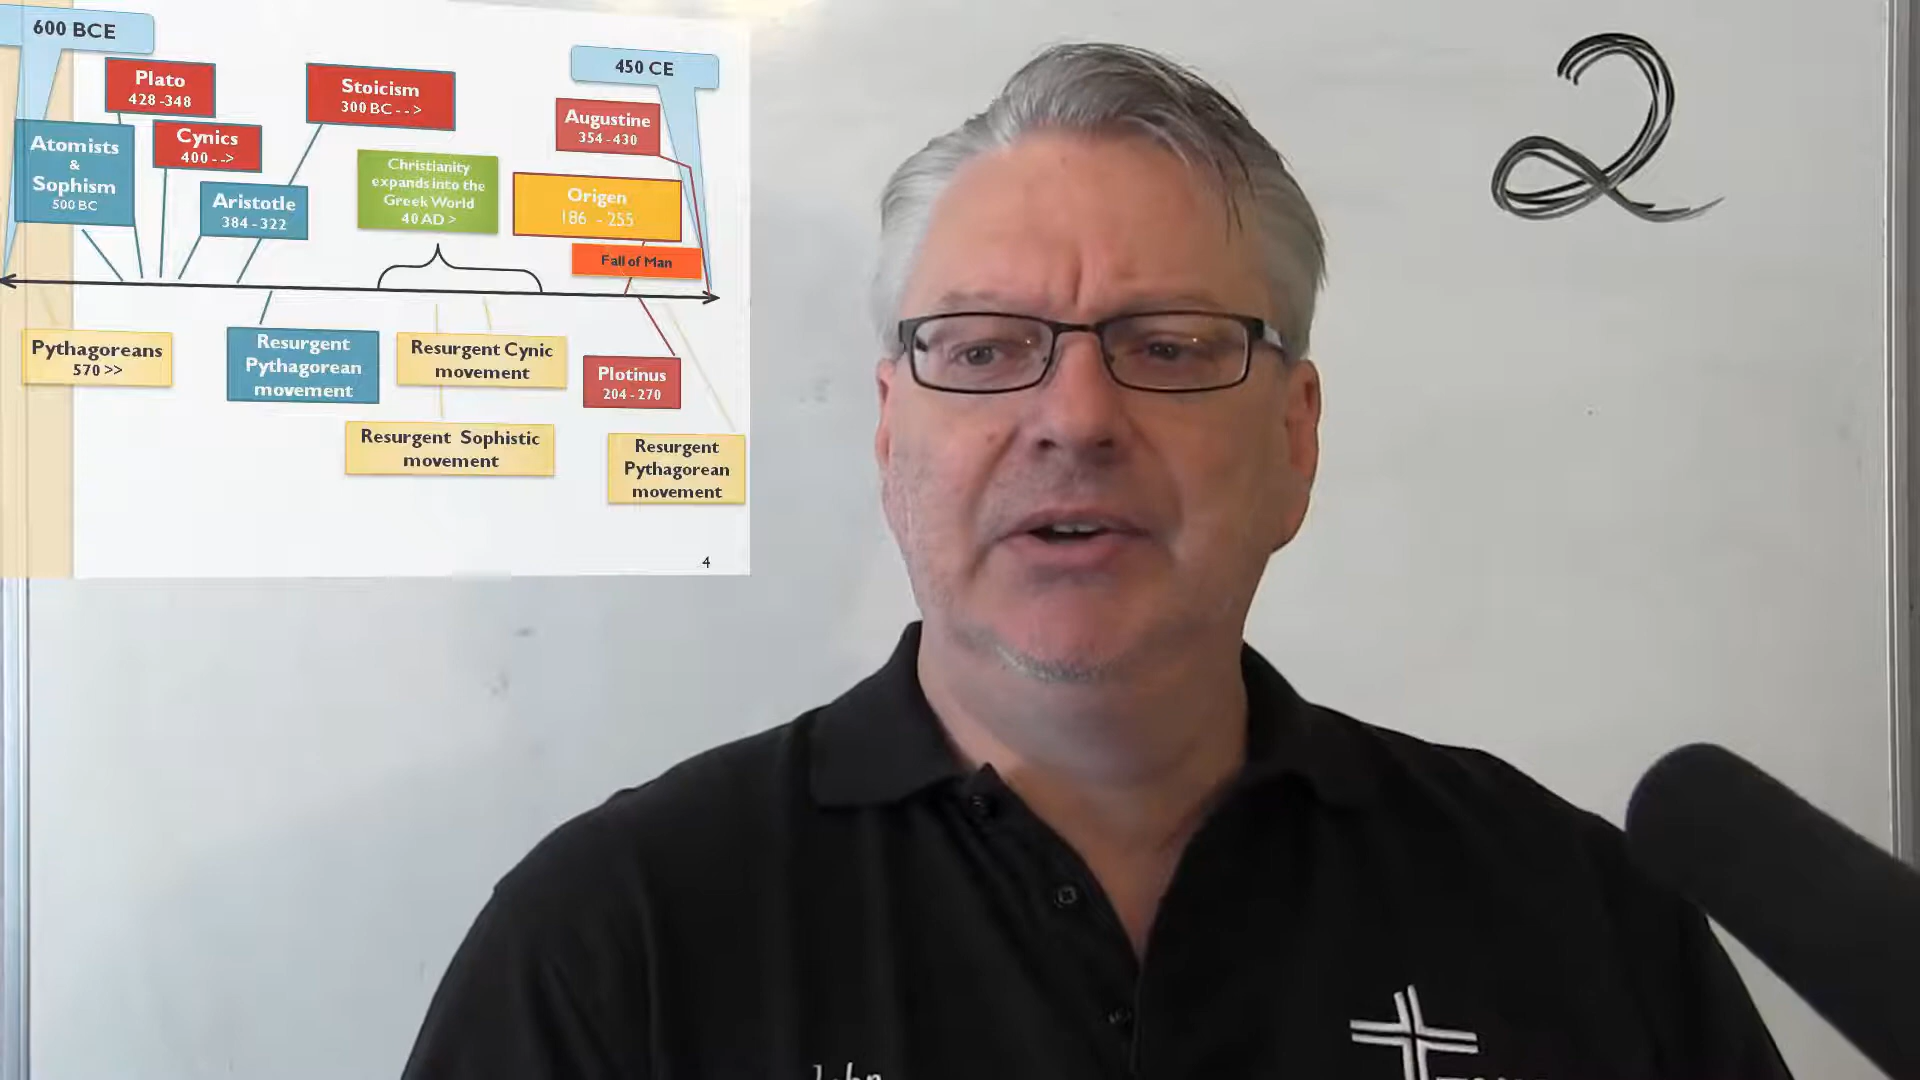 600 BCE
450 CE
Plato
428 -348
Stoicism
300 BC - - >
Augustine
354 - 430
Cynics
400 - ->
Atomists
&
Sophism
500 BC
Aristotle
384 - 322
Christianity
expands into the
Greek World
40 AD >
Origen
186 - 255
Fall of Man
Pythagoreans
570 >>
Resurgent
Pythagorean
movement
Resurgent Cynic
movement
Plotinus
204 - 270
Resurgent Sophistic
movement
Resurgent
Pythagorean
movement
4
2
John